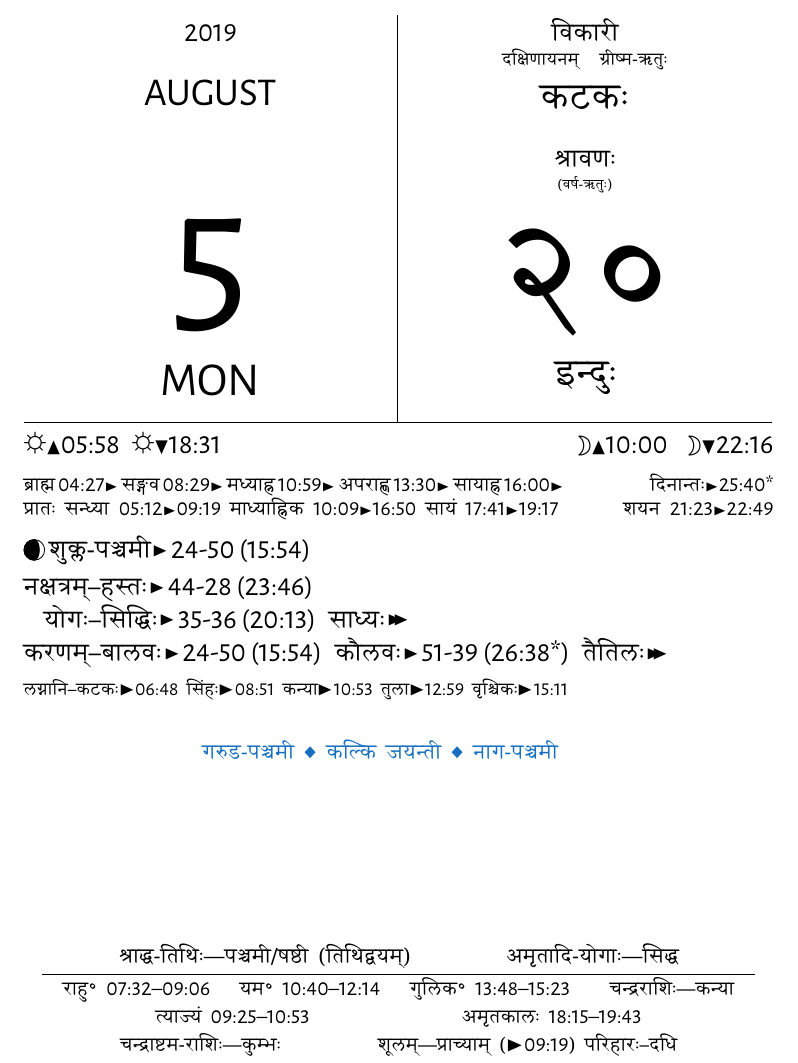 2019
AUGUST
5
MON
विकारी
दक्षिणायनम् ग्रीष्म-ऋतुः
कटकः
श्रावणः
(वर्ष-ऋतुः)
२०
इन्दुः
☼▲05:58 ☼▼18:31 ☽▲10:00 ☽▼22:16
ब्राह्म 04:27► सङ्गव 08:29► मध्याह्न 10:59► अपराह्ण 13:30► सायाह्न 16:00► दिनान्तः►25:40*
प्रातः सन्ध्या 05:12►09:19 माध्याह्निक 10:09►16:50 सायं 17:41►19:17 शयन 21:23►22:49
शुक्ल-पञ्चमी►24-50 (15:54)
नक्षत्रम्–हस्तः►44-28 (23:46)
योगः–सिद्धिः►35-36 (20:13) साध्यः►►
करणम्–बालवः►24-50 (15:54) कौलवः►51-39 (26:38*) तैतिलः►►
लग्नानि–कटकः►06:48 सिंहः►08:51 कन्या►10:53 तुला►12:59 वृश्चिकः►15:11
गरुड-पञ्चमी ◆ कल्कि जयन्ती ◆ नाग-पञ्चमी
श्राद्ध-तिथिः—पञ्चमी/षष्ठी (तिथिद्वयम्) अमृतादि-योगाः—सिद्ध
राहु॰ 07:32–09:06 यम॰ 10:40–12:14 गुलिक॰ 13:48–15:23 चन्द्रराशिः—कन्या
त्याज्यं 09:25–10:53 अमृतकालः 18:15–19:43
चन्द्राष्टम-राशिः—कुम्भः शूलम्—प्राच्याम् (►09:19) परिहारः–दधि